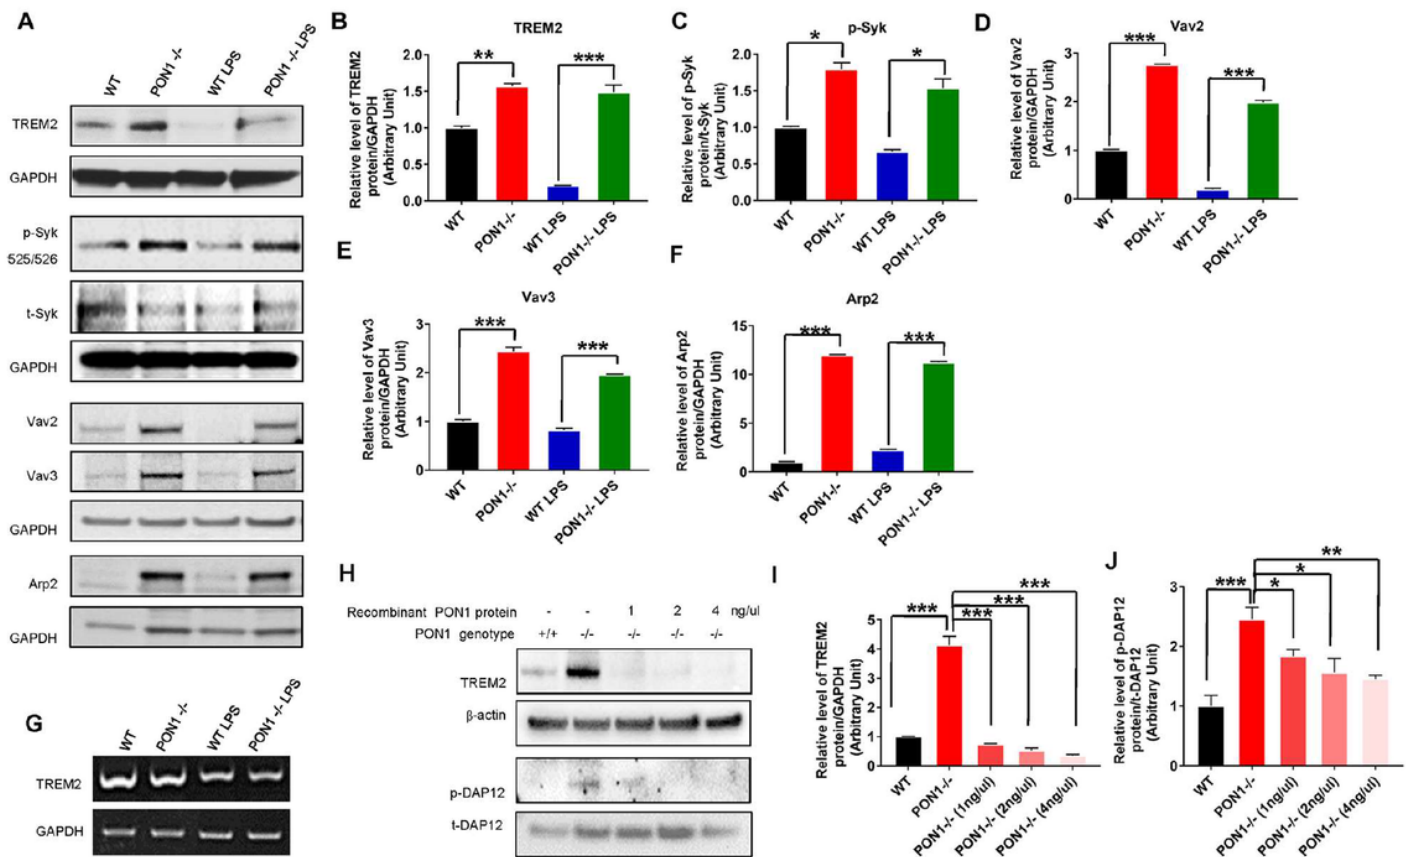 A
WT
PON1 -/-
WT LPS
PON1 -/- LPS
TREM2
GAPDH
p-Syk
525/526
t-Syk
GAPDH
Vav2
Vav3
GAPDH
Arp2
GAPDH
B
TREM2
Relative level of TREM2
protein/GAPDH
(Arbitrary Unit)
2.0
1.5
1.0
0.5
0.0
**
***
WT
PON1-/-
WT LPS
PON1-/- LPS
C
p-Syk
Relative level of p-Syk
protein/t-Syk
(Arbitrary Unit)
2.0
1.5
1.0
0.5
0.0
*
*
WT
PON1-/-
WT LPS
PON1-/- LPS
D
Vav2
Relative level of Vav2
protein/GAPDH
(Arbitrary Unit)
3
2
1
0
***
***
WT
PON1-/-
WT LPS
PON1-/- LPS
E
Vav3
Relative level of Vav3
protein/GAPDH
(Arbitrary Unit)
3
2
1
0
***
***
WT
PON1-/-
WT LPS
PON1-/- LPS
F
Arp2
Relative level of Arp2
protein/GAPDH
(Arbitrary Unit)
15
10
5
0
***
***
WT
PON1-/-
WT LPS
PON1-/- LPS
G
WT
PON1 -/-
WT LPS
PON1 -/- LPS
TREM2
GAPDH
H
Recombinant PON1 protein - - 1 2 4 ng/ul
PON1 genotype +/+ -/- -/- -/- -/-
TREM2
β-actin
p-DAP12
t-DAP12
I
Relative level of TREM2
protein/GAPDH
(Arbitrary Unit)
5
4
3
2
1
0
***
***
***
***
WT
PON1-/-
PON1-/- (1ng/ul)
PON1-/- (2ng/ul)
PON1-/- (4ng/ul)
J
Relative level of p-DAP12
protein/t-DAP12
(Arbitrary Unit)
3
2
1
0
***
*
*
**
WT
PON1-/-
PON1-/- (1ng/ul)
PON1-/- (2ng/ul)
PON1-/- (4ng/ul)